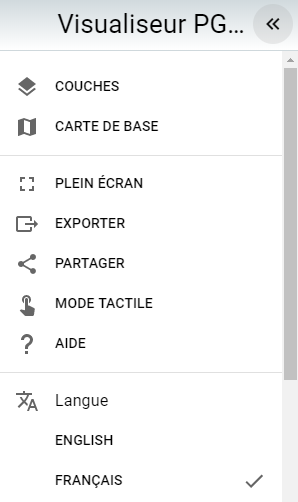 Visualiseur PG...
COUCHES
CARTE DE BASE
PLEIN ÉCRAN
EXPORTER
PARTAGER
MODE TACTILE
AIDE
Langue
ENGLISH
FRANÇAIS